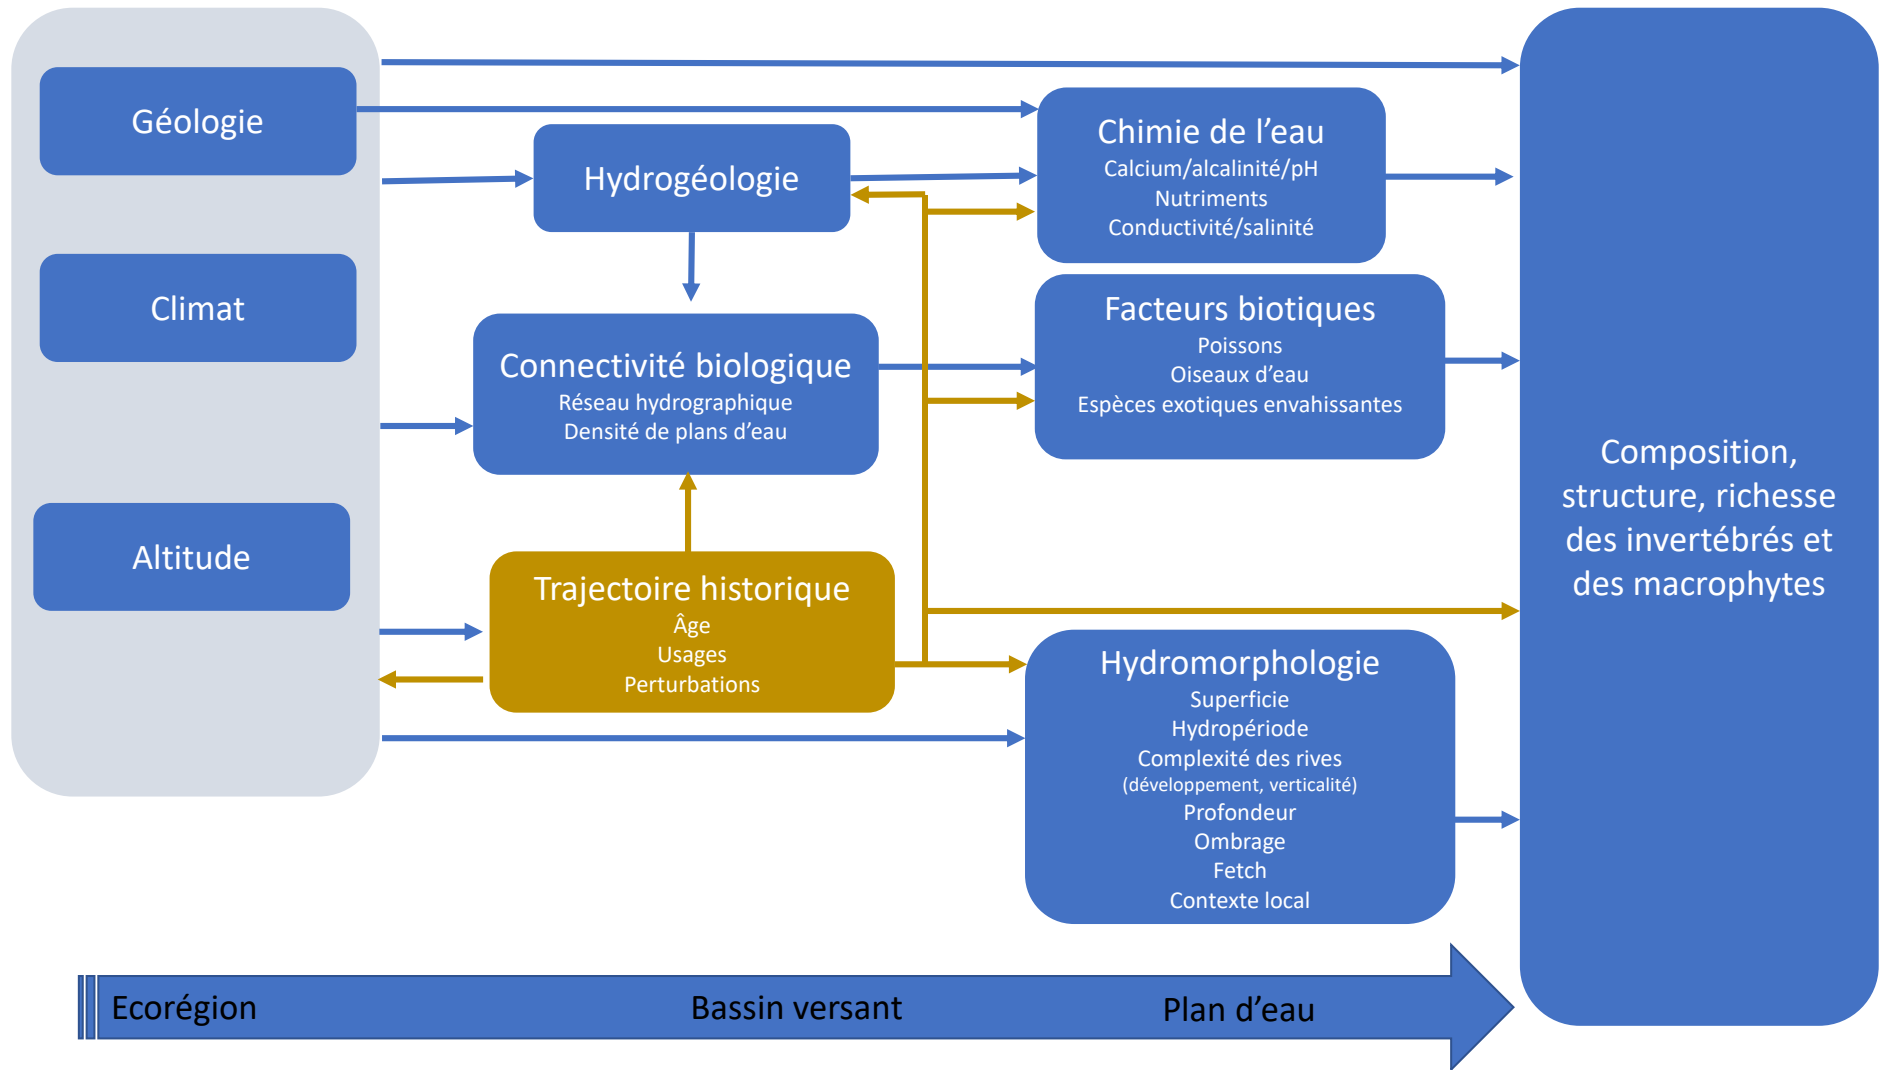 Géologie
Climat
Altitude
Hydrogéologie
Connectivité biologique
Réseau hydrographique
Densité de plans d’eau
Trajectoire historique
Âge
Usages
Perturbations
Chimie de l’eau
Calcium/alcalinité/pH
Nutriments
Conductivité/salinité
Facteurs biotiques
Poissons
Oiseaux d’eau
Espèces exotiques envahissantes
Hydromorphologie
Superficie
Hydropériode
Complexité des rives
(développement, verticalité)
Profondeur
Ombrage
Fetch
Contexte local
Composition,
structure, richesse
des invertébrés et
des macrophytes
Ecorégion
Bassin versant
Plan d’eau